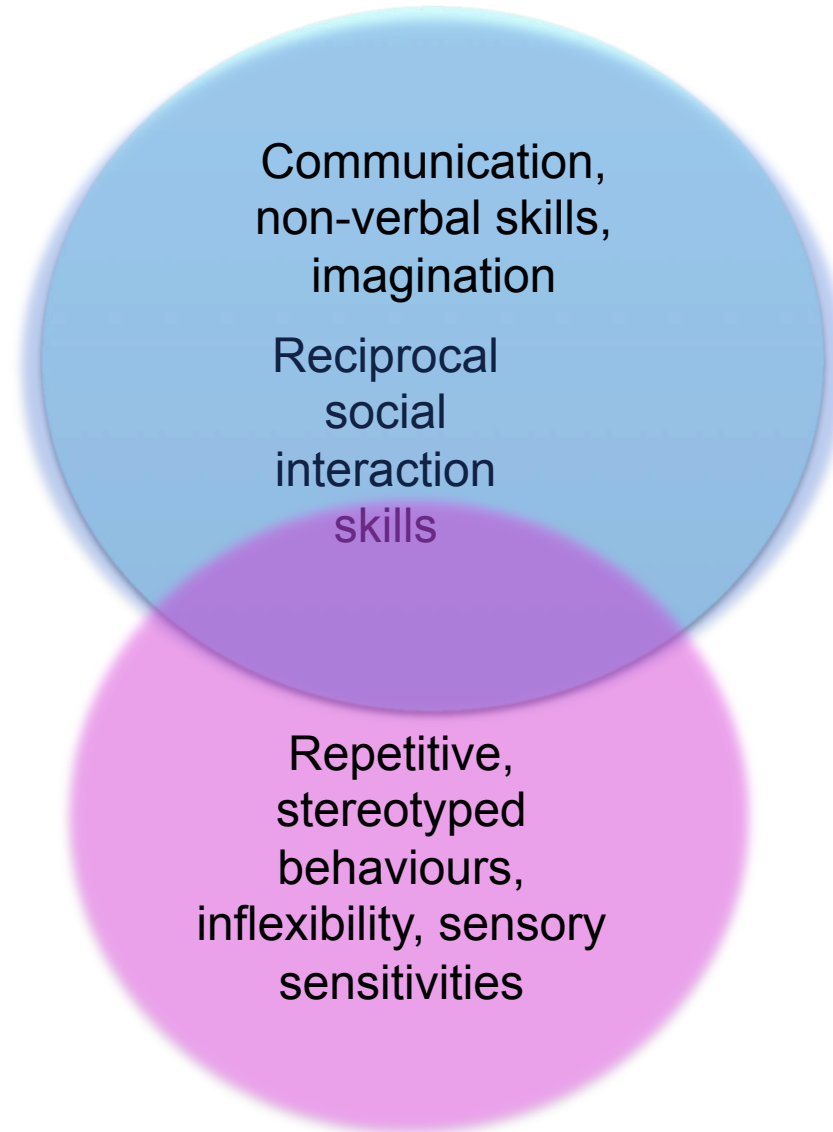 Communication,
non-verbal skills,
imagination
Reciprocal
social
interaction
skills
Repetitive,
stereotyped
behaviours,
inflexibility, sensory
sensitivities